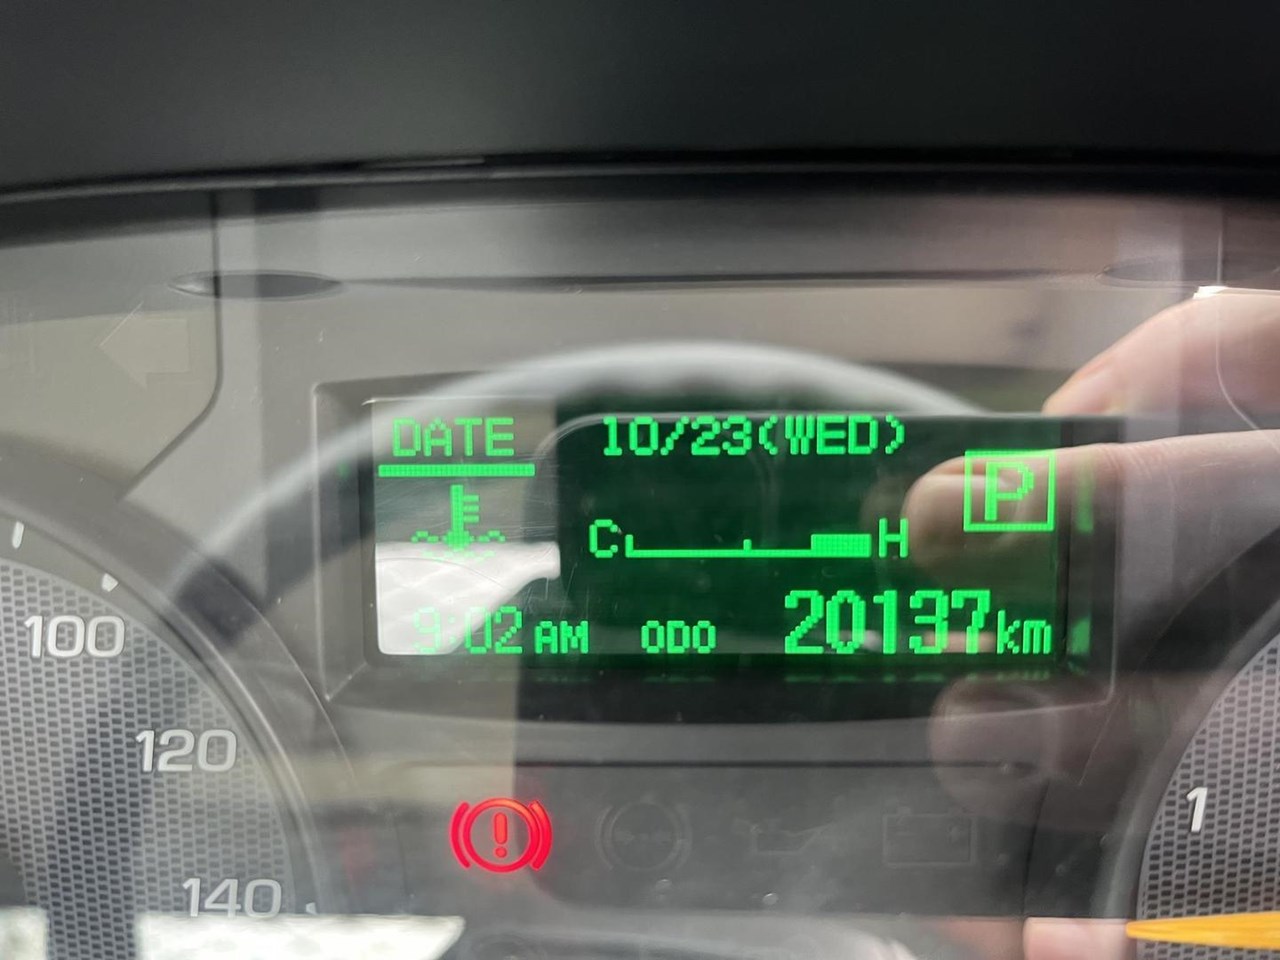 DATE 10/23(WED)
P
C H
9:02 AM ODO 20137km
100
120
140
1